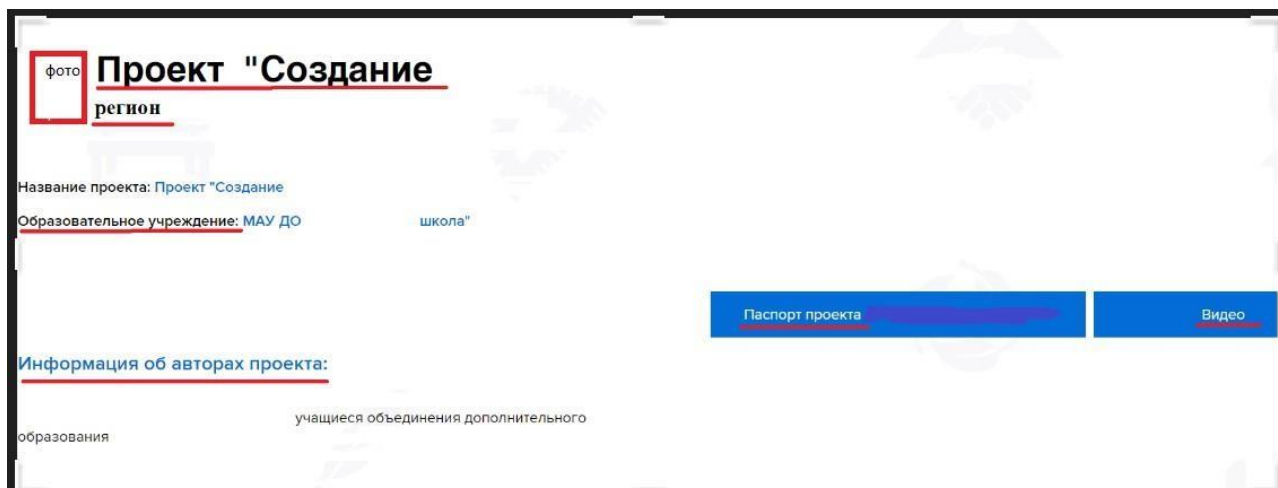 фото
Проект "Создание
регион
Название проекта: Проект "Создание
Образовательное учреждение: МАУ ДО школа"
Паспорт проекта
Видео
Информация об авторах проекта:
учащиеся объединения дополнительного
образования